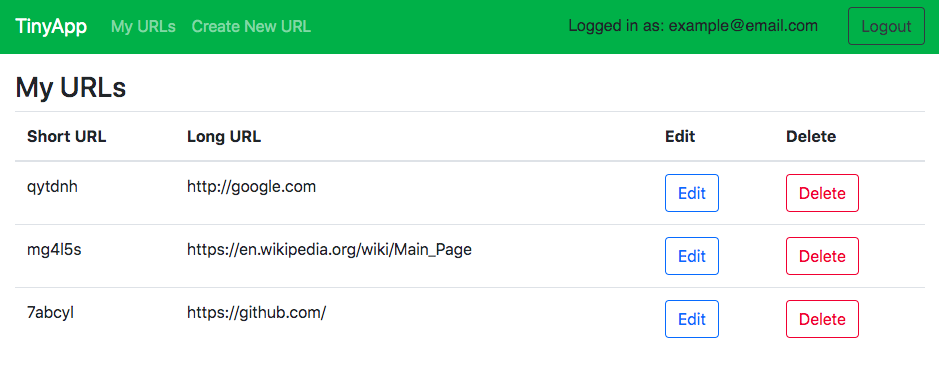 TinyApp My URLs Create New URL Logged in as: example@email.com Logout
My URLs
Short URL Long URL Edit Delete
qytdnh http://google.com Edit Delete
mg4l5s https://en.wikipedia.org/wiki/Main_Page Edit Delete
7abcyl https://github.com/ Edit Delete